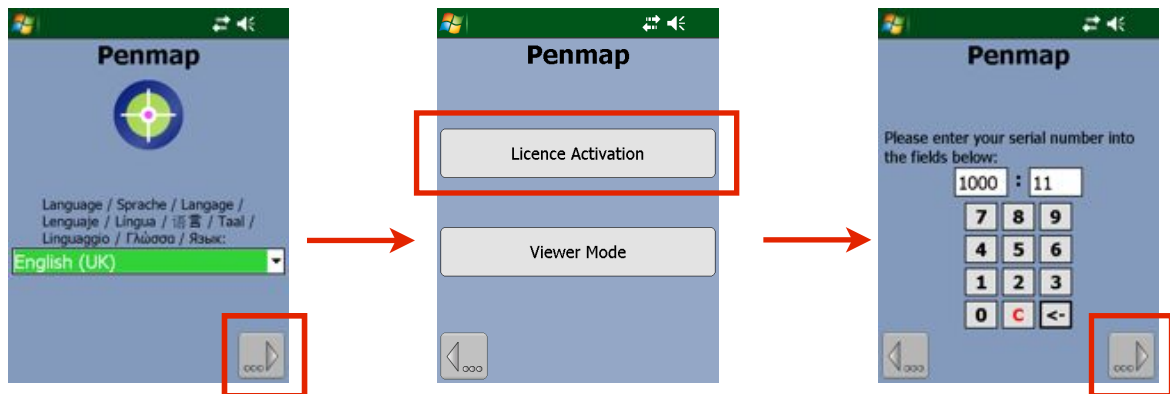 Penmap
Language / Sprache / Langage /
Lenguaje / Lingua / 语言 / Taal /
Linguaggio / Γλώσσα / Язык:
English (UK)
Penmap
Licence Activation
Viewer Mode
Penmap
Please enter your serial number into
the fields below:
1000 : 11
7 8 9
4 5 6
1 2 3
0 C <-